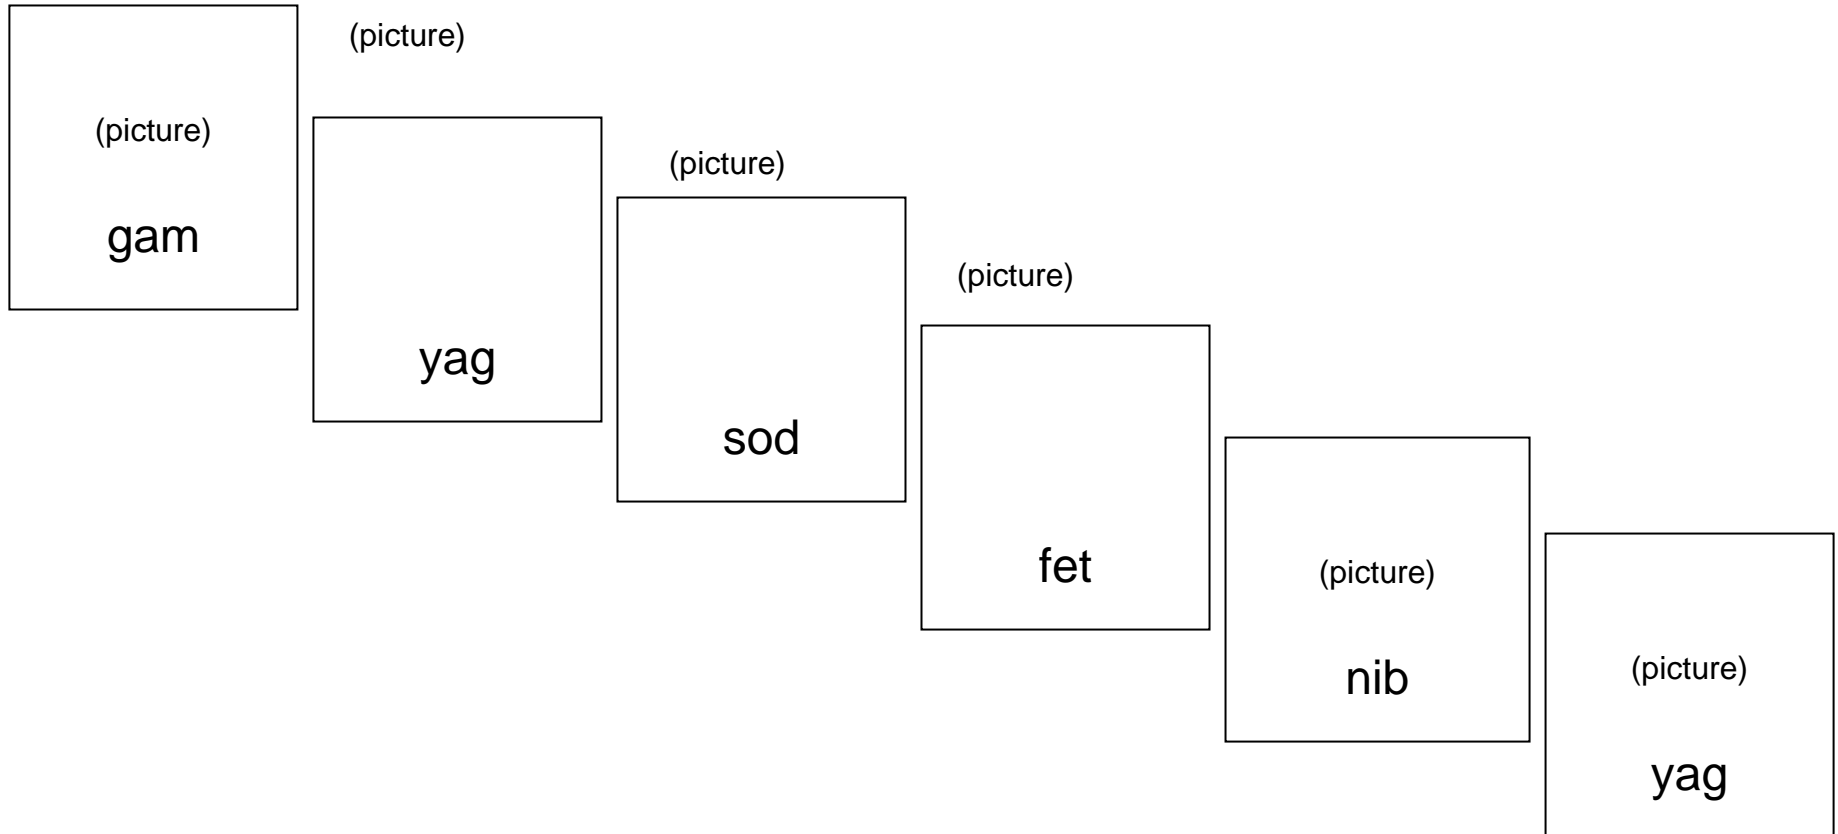 (picture)
gam
(picture)
yag
(picture)
sod
(picture)
fet
(picture)
nib
(picture)
yag